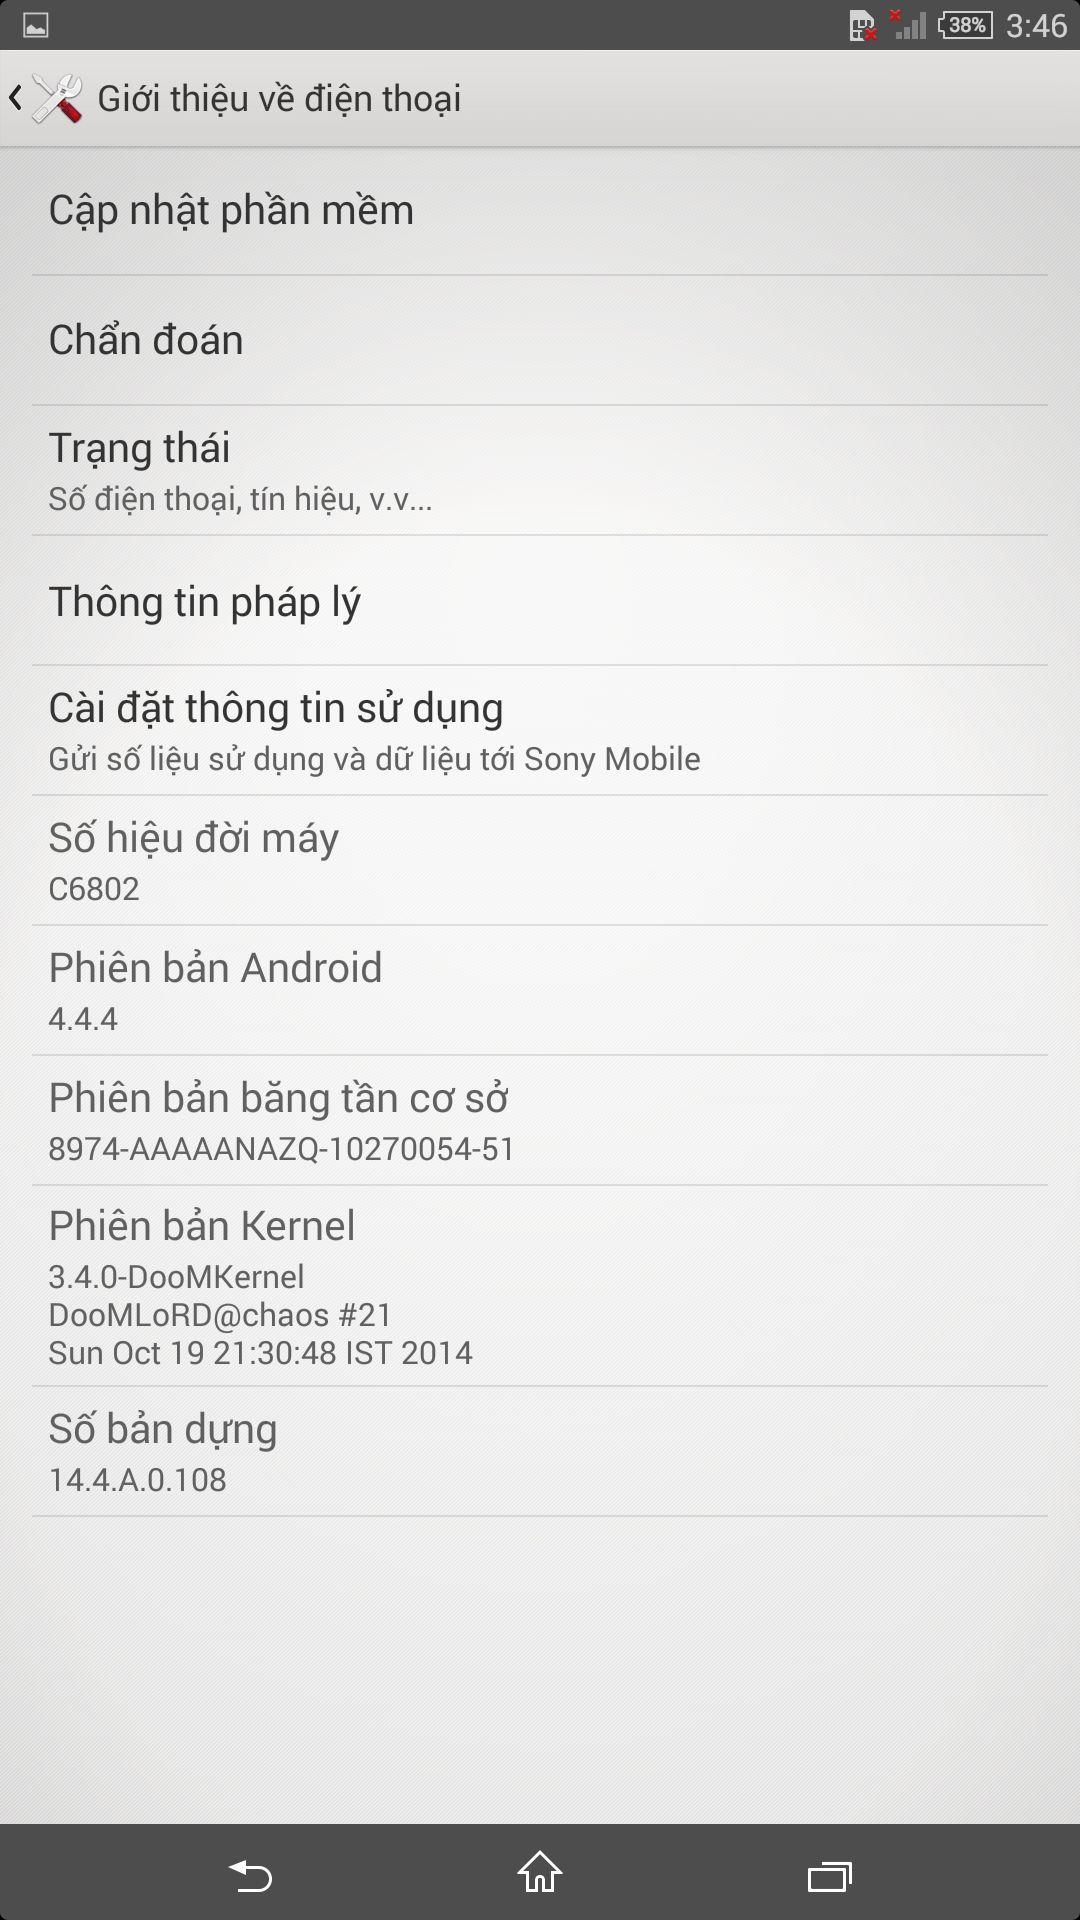 38% 3:46
Giới thiệu về điện thoại
Cập nhật phần mềm
Chẩn đoán
Trạng thái
Số điện thoại, tín hiệu, v.v...
Thông tin pháp lý
Cài đặt thông tin sử dụng
Gửi số liệu sử dụng và dữ liệu tới Sony Mobile
Số hiệu đời máy
C6802
Phiên bản Android
4.4.4
Phiên bản băng tần cơ sở
8974-AAAAANAZQ-10270054-51
Phiên bản Kernel
3.4.0-DooMKernel
DooMLoRD@chaos #21
Sun Oct 19 21:30:48 IST 2014
Số bản dựng
14.4.A.0.108